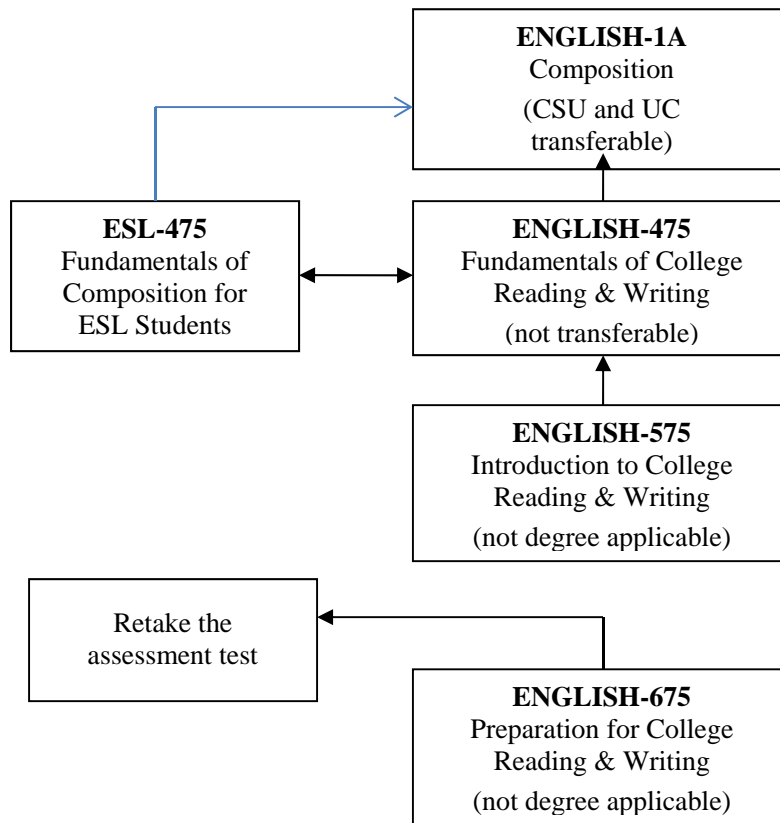 ENGLISH-1A
Composition
(CSU and UC
transferable)
ESL-475
Fundamentals of
Composition for
ESL Students
ENGLISH-475
Fundamentals of College
Reading & Writing
(not transferable)
ENGLISH-575
Introduction to College
Reading & Writing
(not degree applicable)
Retake the
assessment test
ENGLISH-675
Preparation for College
Reading & Writing
(not degree applicable)